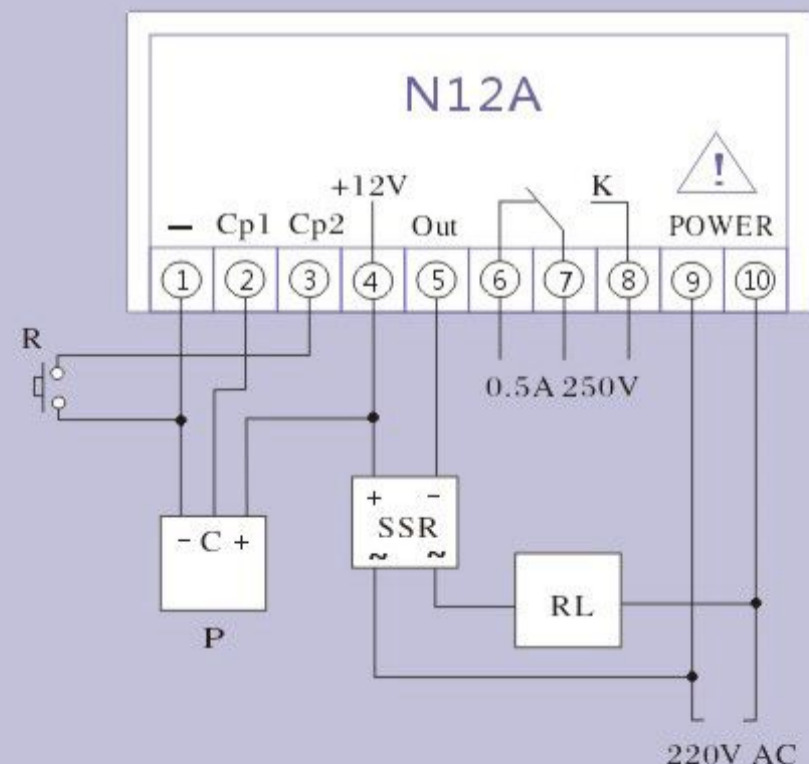 N12A
!
+12V K
— Cp1 Cp2 Out POWER
1 2 3 4 5 6 7 8 9 10
R
0.5A 250V
+ -
SSR
~ ~
- C +
RL
P
220V AC